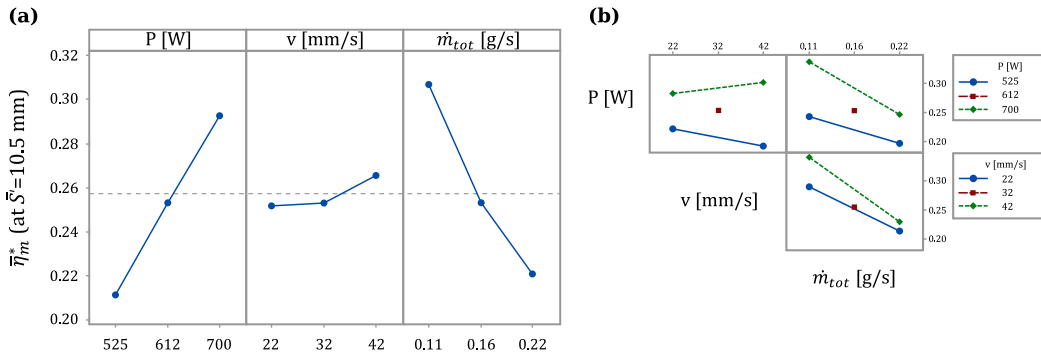 (a)
P [W] v [mm/s] ṁtot [g/s]
η̅*m (at S̅'=10.5 mm)
0.32
0.30
0.28
0.26
0.24
0.22
0.20
525 612 700 22 32 42 0.11 0.16 0.22
(b)
22 32 42 0.11 0.16 0.22
P [W]
0.30
0.25
0.20
P [W]
525
612
700
v [mm/s]
0.30
0.25
0.20
v [mm/s]
22
32
42
ṁtot [g/s]